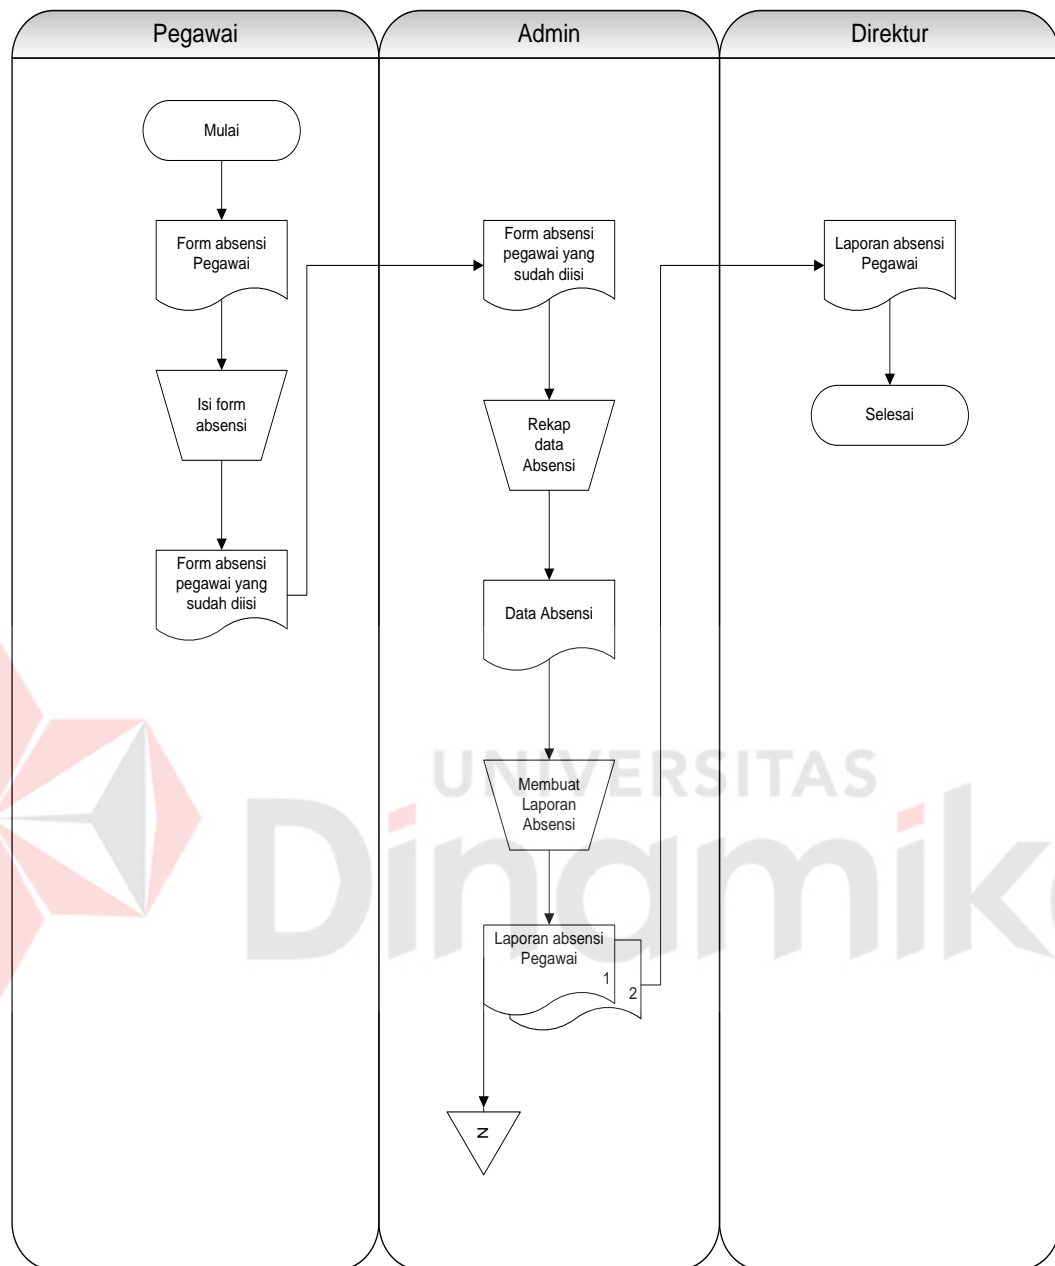 Pegawai
Admin
Direktur
Mulai
Form absensi
Pegawai
Isi form
absensi
Form absensi
pegawai yang
sudah diisi
Form absensi
pegawai yang
sudah diisi
Rekap
data
Absensi
Data Absensi
Membuat
Laporan
Absensi
Laporan absensi
Pegawai
1
2
N
Laporan absensi
Pegawai
Selesai
UNIVERSITAS
Dinamika